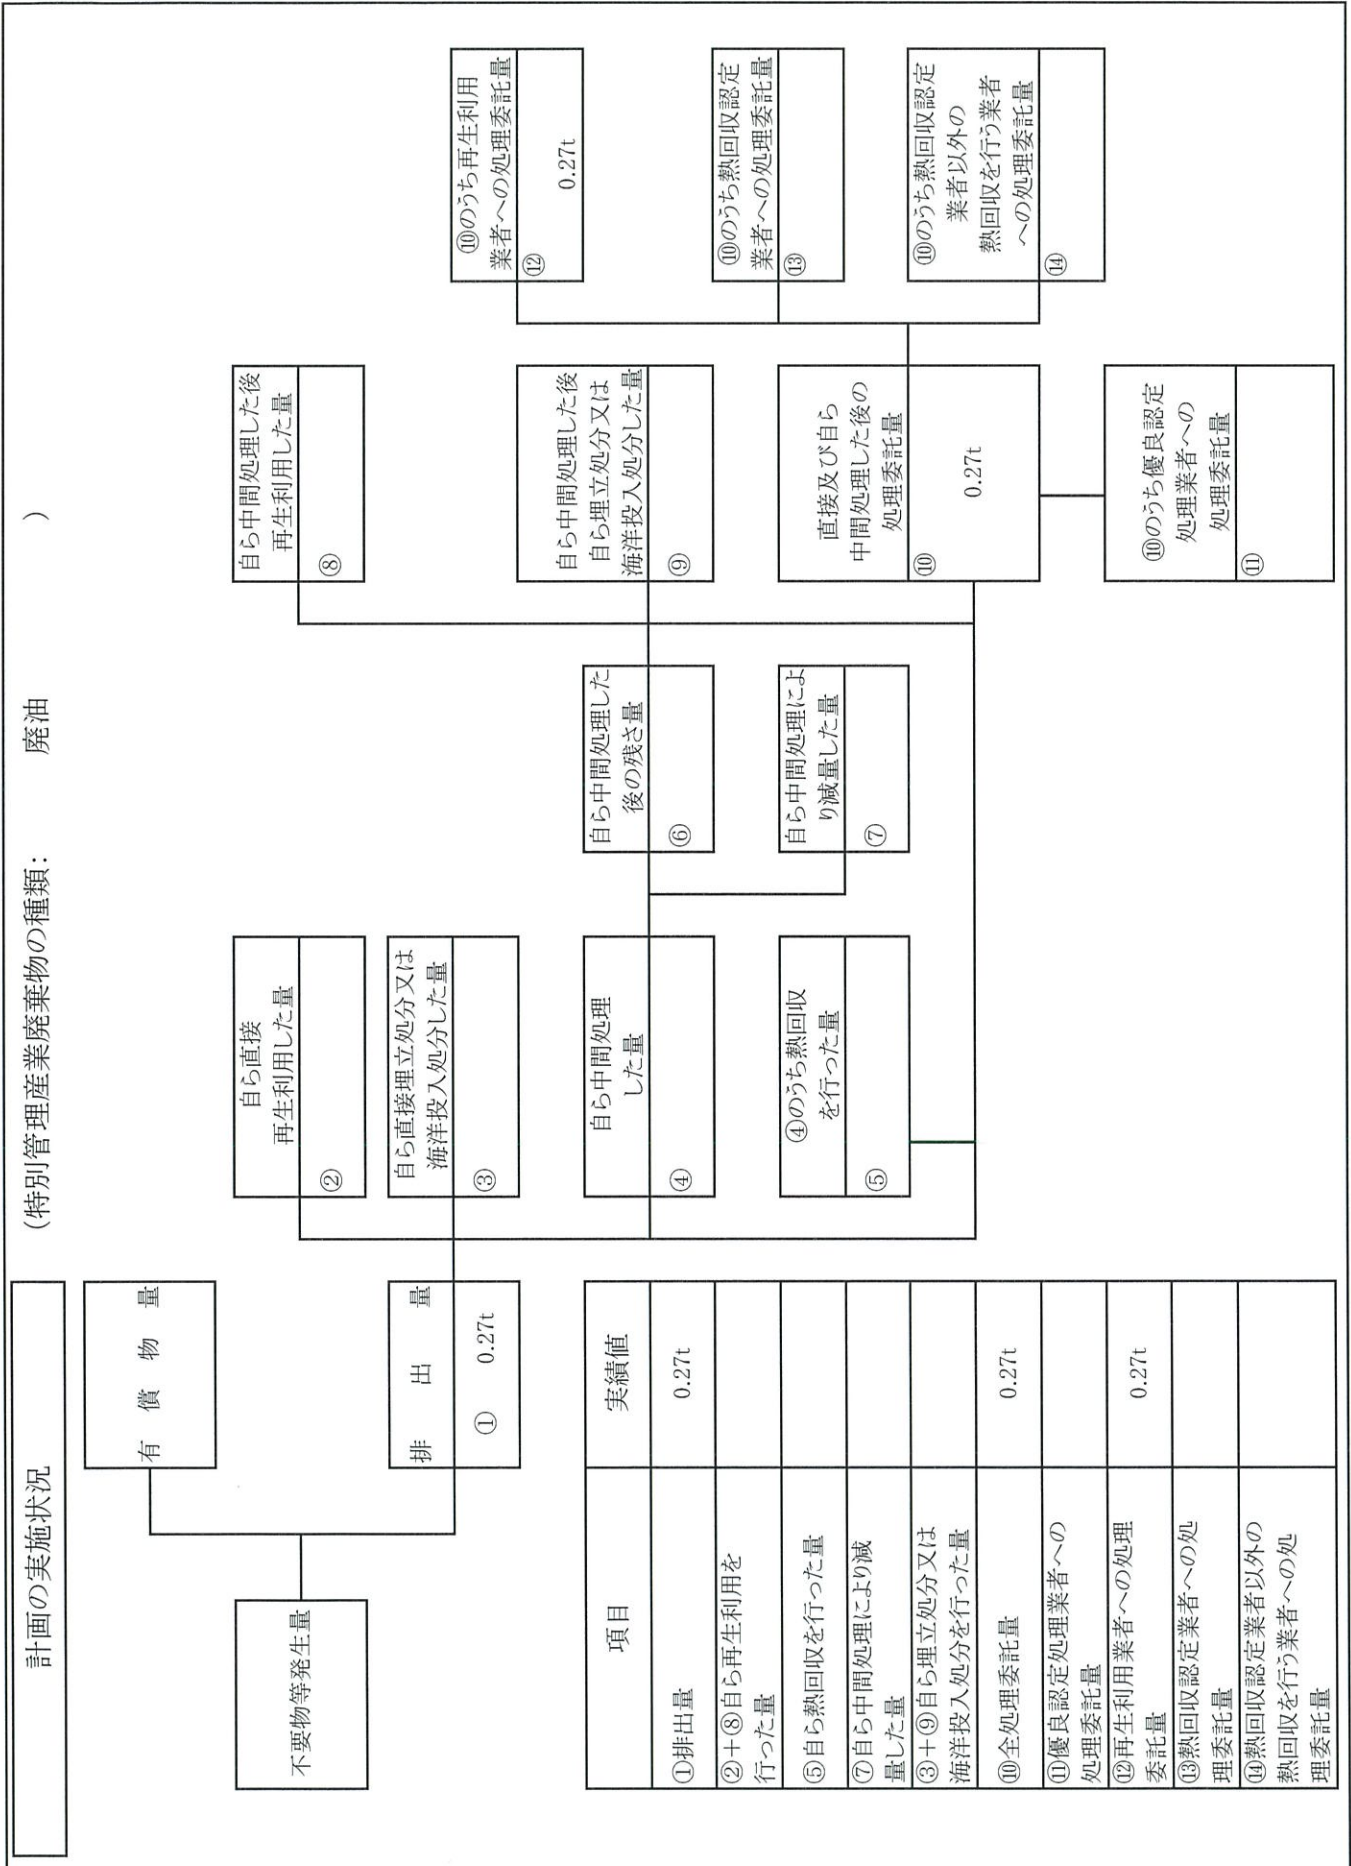 計画の実施状況
(特別管理産業廃棄物の種類: 廃油 )
不要物等発生量
有償物量
排出量
① 0.27t
自ら直接
再生利用した量
②
自ら直接埋立処分又は
海洋投入処分した量
③
自ら中間処理
した量
④
④のうち熱回収
を行った量
⑤
自ら中間処理した
後の残さ量
⑥
自ら中間処理によ
り減量した量
⑦
自ら中間処理した後
再生利用した量
⑧
自ら中間処理した後
自ら埋立処分又は
海洋投入処分した量
⑨
直接及び自ら
中間処理した後の
処理委託量
⑩
0.27t
⑩のうち優良認定
処理業者への
処理委託量
⑪
⑩のうち再生利用
業者への処理委託量
⑫
0.27t
⑩のうち熱回収認定
業者への処理委託量
⑬
⑩のうち熱回収認定
業者以外の
熱回収を行う業者
への処理委託量
⑭
項目 実績値
①排出量 0.27t
②+⑧自ら再生利用を
行った量
⑤自ら熱回収を行った量
⑦自ら中間処理により減
量した量
③+⑨自ら埋立処分又は
海洋投入処分を行った量
⑩全処理委託量 0.27t
⑪優良認定処理業者への
処理委託量
⑫再生利用業者への処理
委託量 0.27t
⑬熱回収認定業者への処
理委託量
⑭熱回収認定業者以外の
熱回収を行う業者への処
理委託量